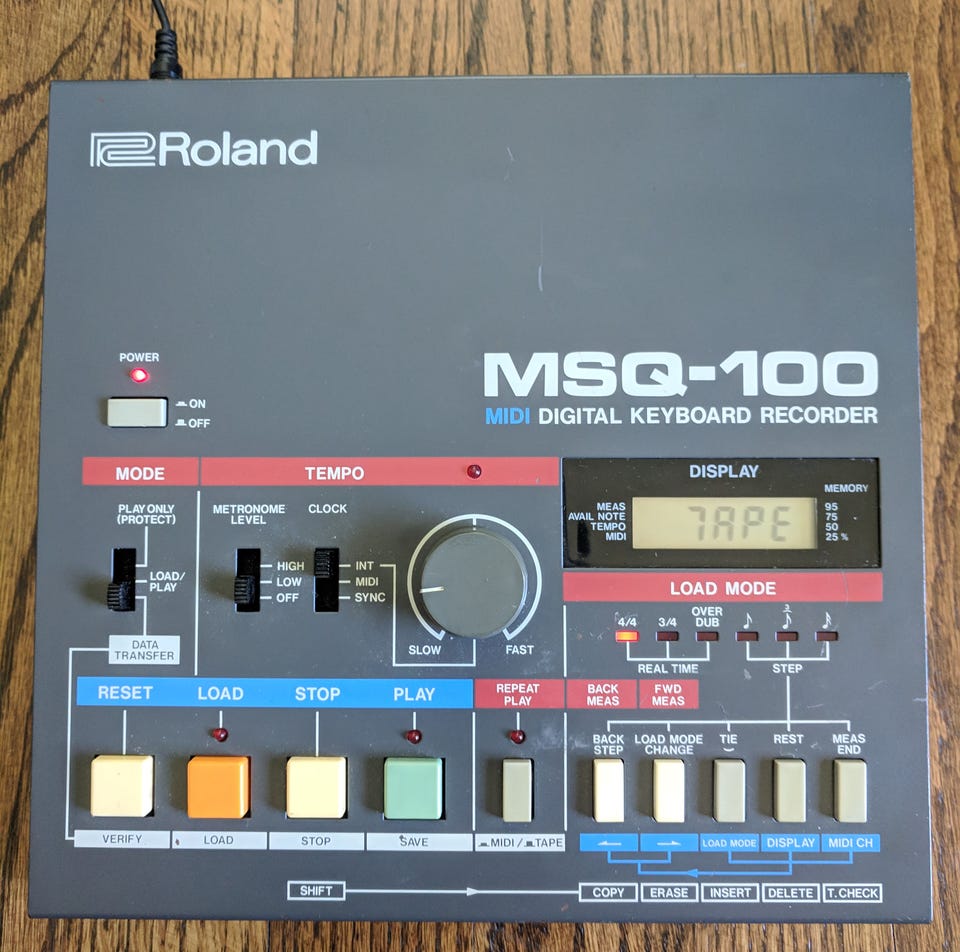 Roland
POWER
ON
OFF
MSQ-100
MIDI DIGITAL KEYBOARD RECORDER
MODE
TEMPO
DISPLAY
MEMORY
MEAS
AVAIL NOTE
TEMPO
MIDI
TAPE
95
75
50
25 %
PLAY ONLY
(PROTECT)
LOAD/
PLAY
DATA
TRANSFER
METRONOME
LEVEL
HIGH
LOW
OFF
CLOCK
INT
MIDI
SYNC
SLOW
FAST
LOAD MODE
4/4
3/4
OVER
DUB
3
REAL TIME
STEP
RESET
LOAD
STOP
PLAY
REPEAT
PLAY
BACK
MEAS
FWD
MEAS
BACK
STEP
LOAD MODE
CHANGE
TIE
REST
MEAS
END
VERIFY
LOAD
STOP
SAVE
MIDI/TAPE
LOAD MODE
DISPLAY
MIDI CH
SHIFT
COPY
ERASE
INSERT
DELETE
T.CHECK